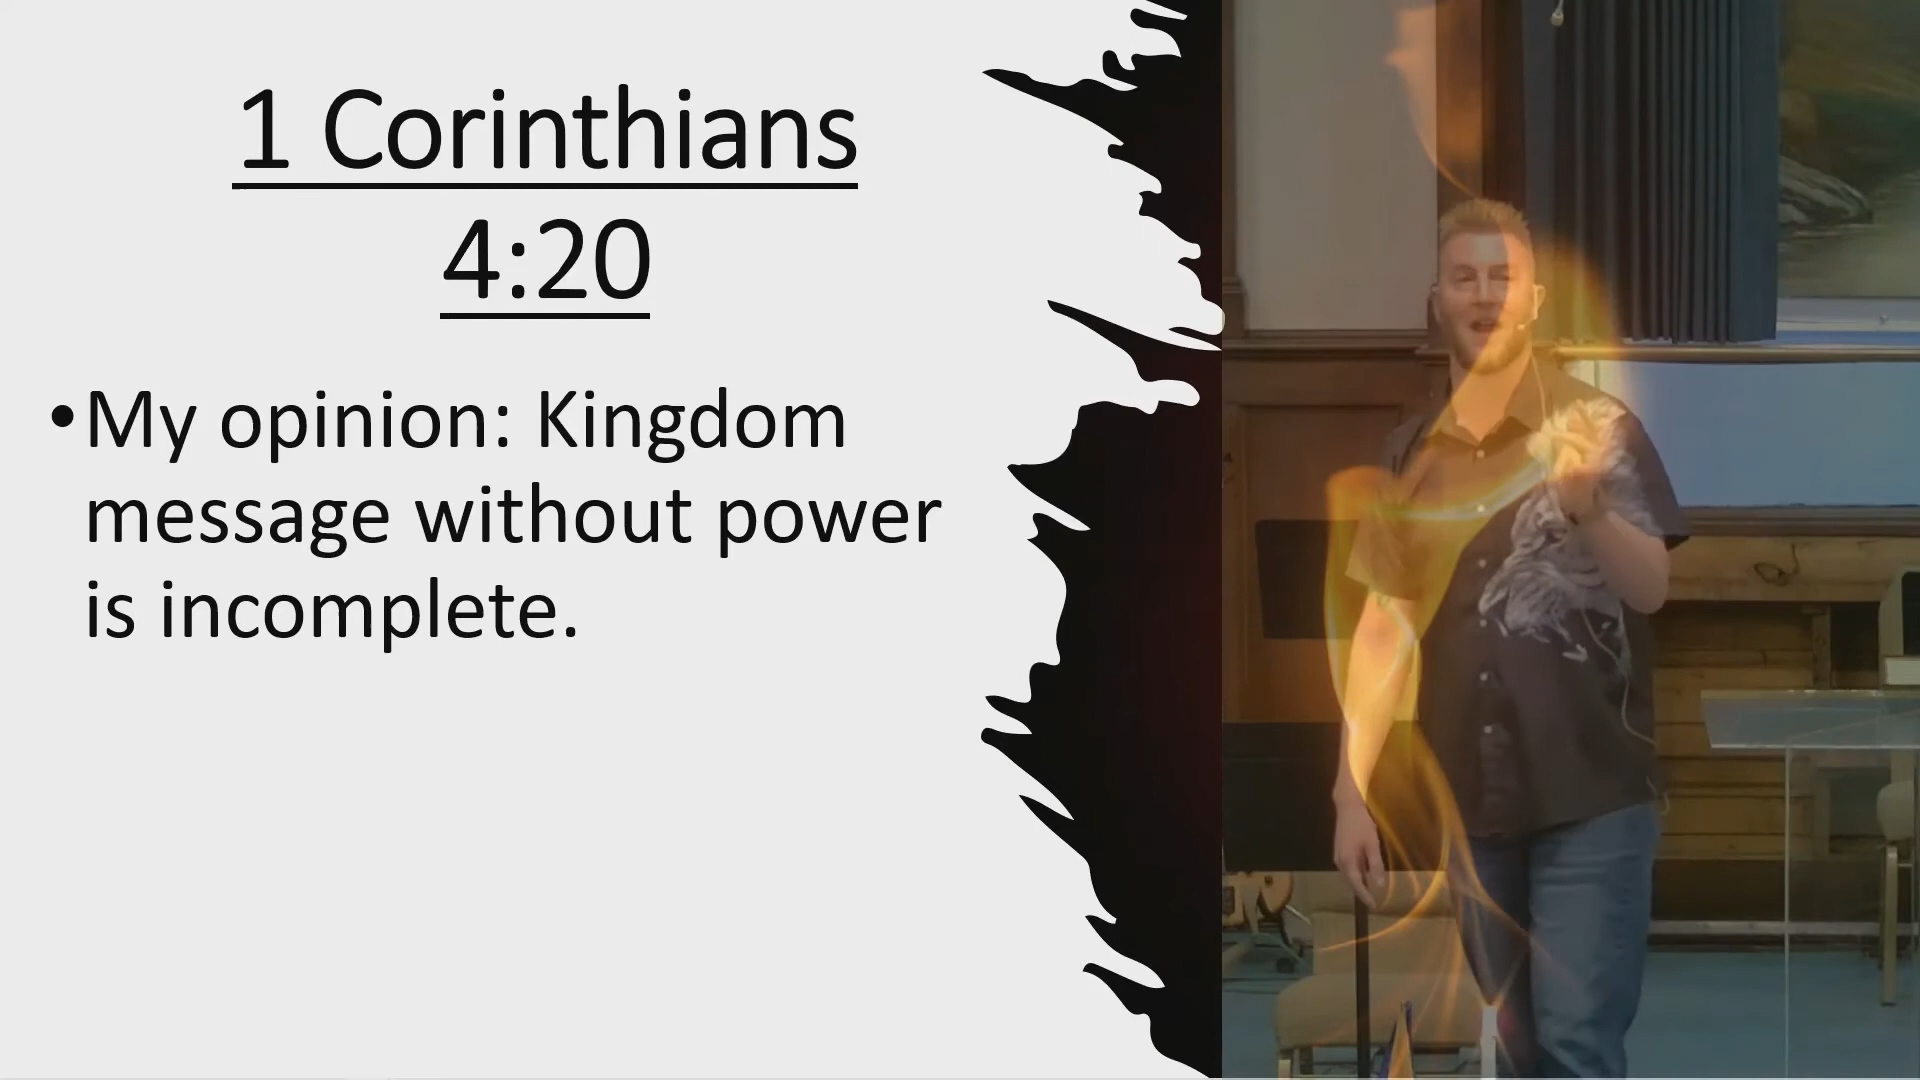 1 Corinthians
4:20
•My opinion: Kingdom
message without power
is incomplete.